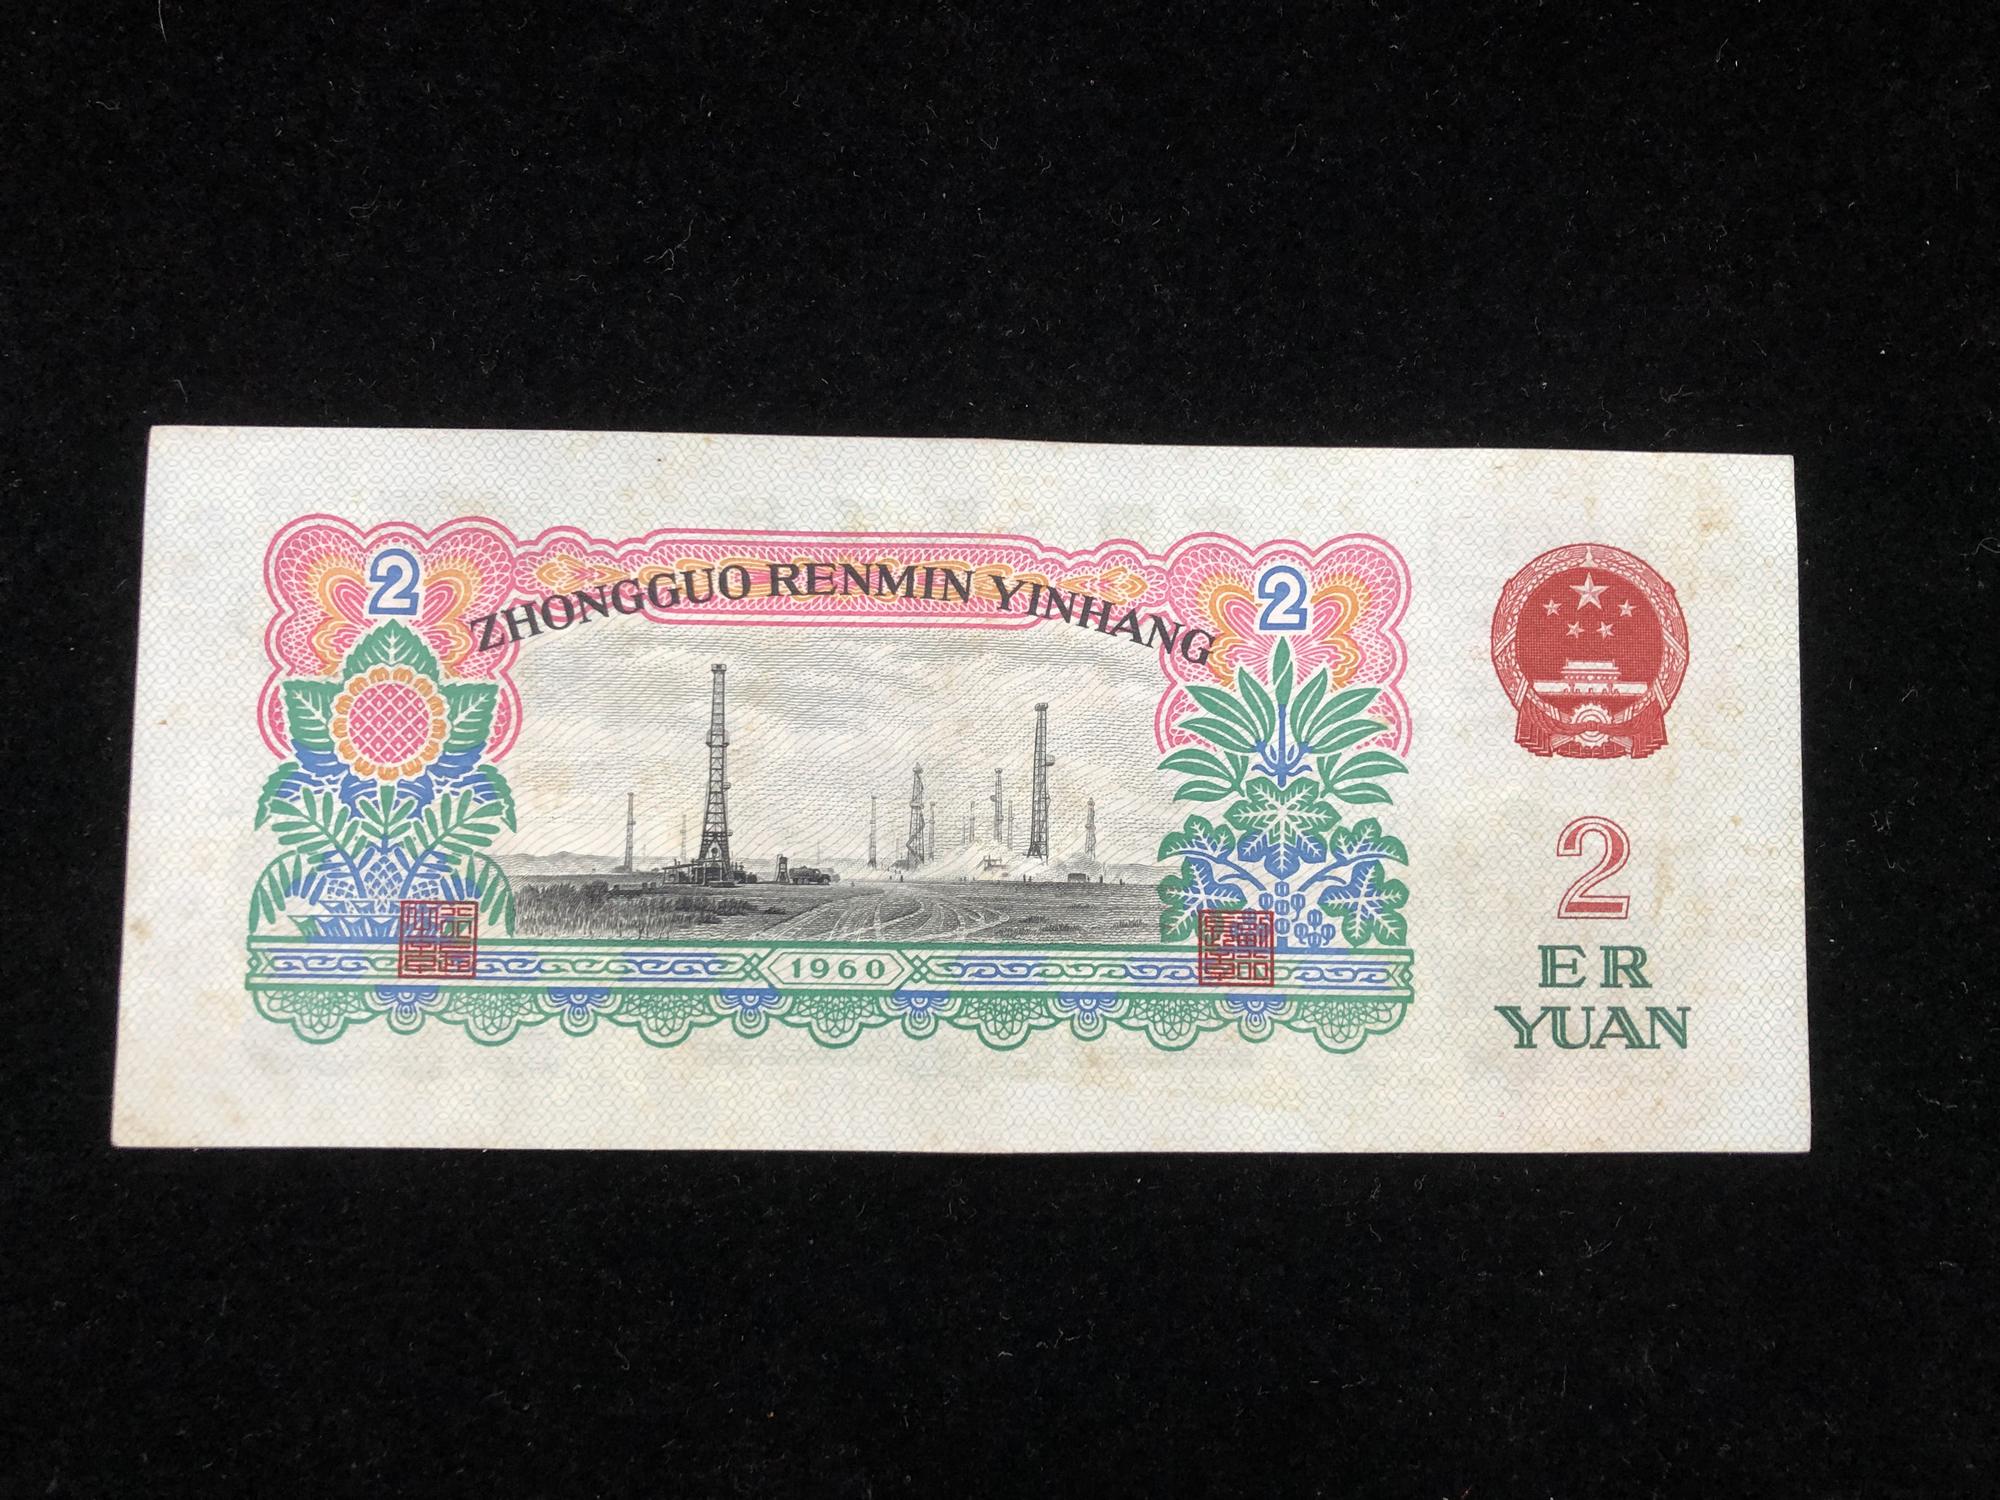 2
ZHONGGUO RENMIN YINHANG
2
1960
2
ER
YUAN